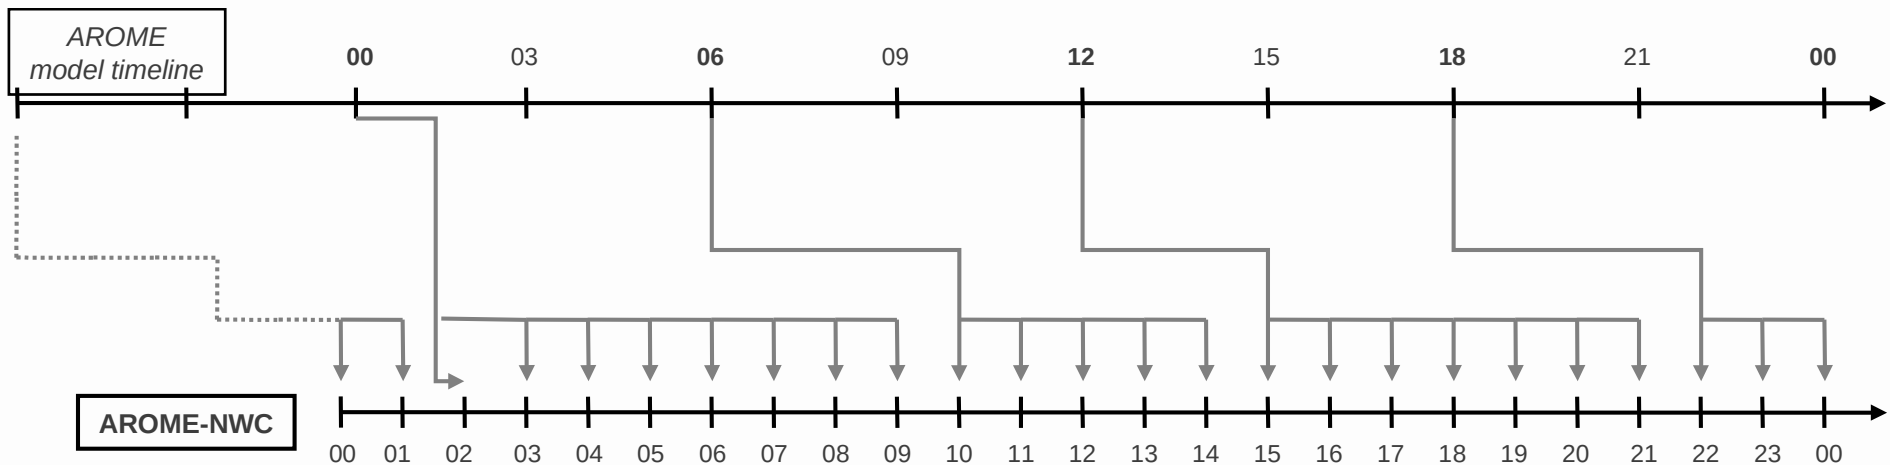 AROME
model timeline
00 03 06 09 12 15 18 21 00
AROME-NWC
00 01 02 03 04 05 06 07 08 09 10 11 12 13 14 15 16 17 18 19 20 21 22 23 00